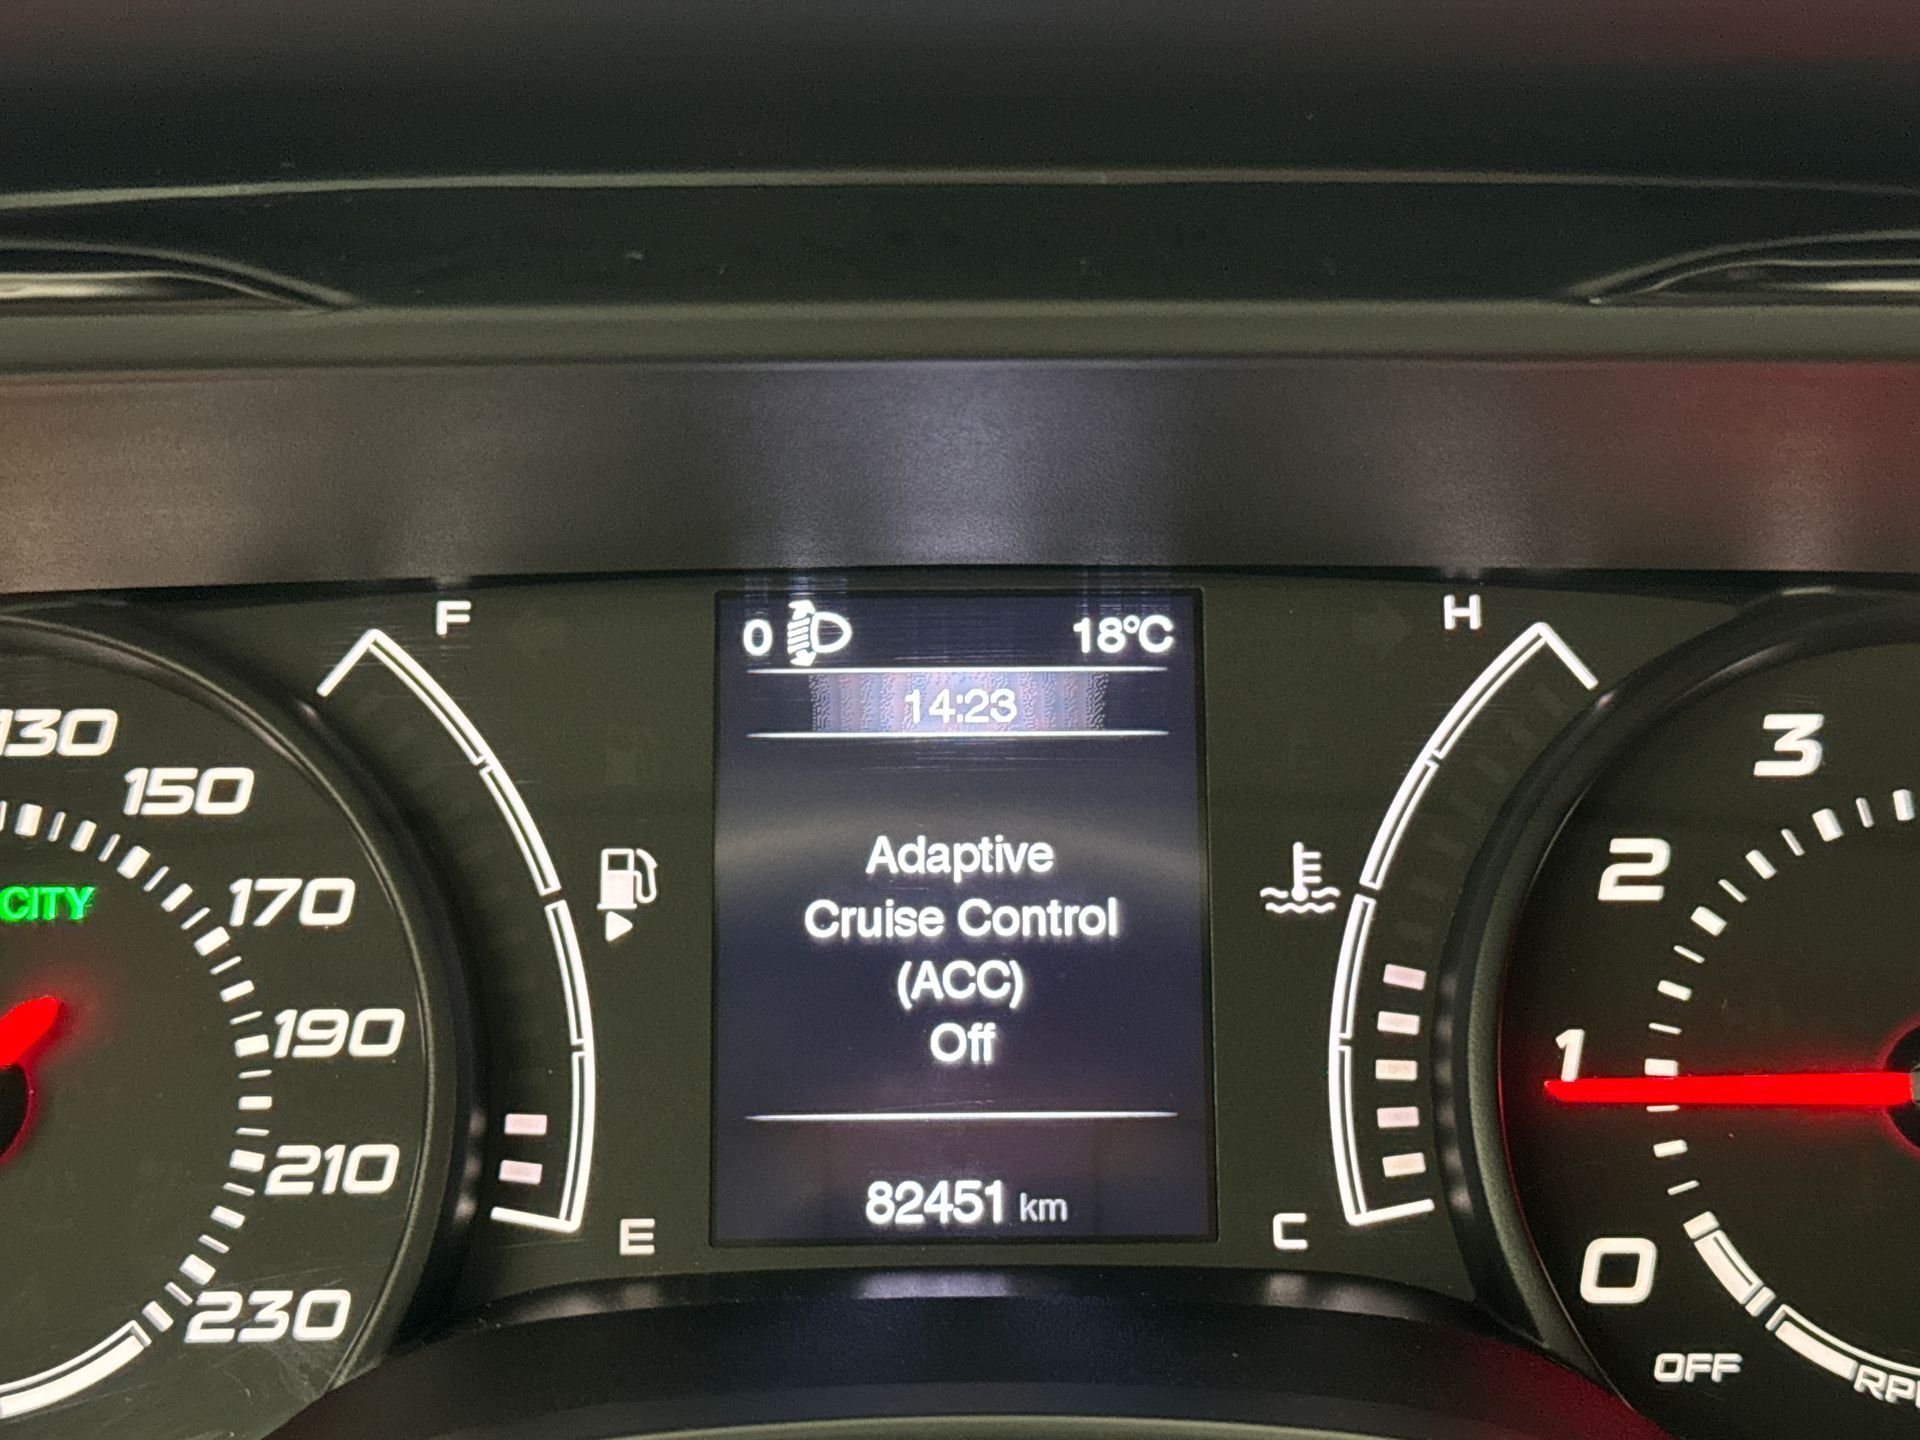 F
H
0
18°C
14:23
130
150
170
190
210
230
CITY
Adaptive
Cruise Control
(ACC)
Off
82451 km
E
C
3
2
1
0
OFF